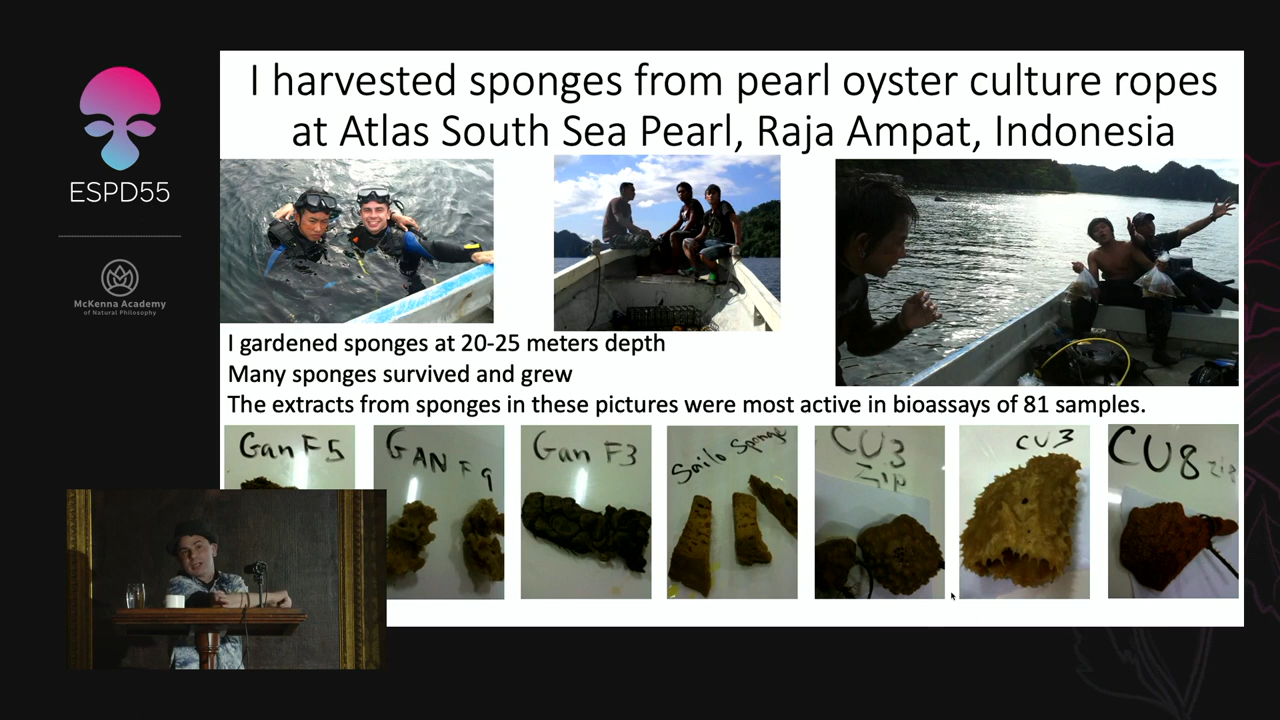 I harvested sponges from pearl oyster culture ropes
at Atlas South Sea Pearl, Raja Ampat, Indonesia
ESPD55
McKenna Academy
of Natural Philosophy
I gardened sponges at 20-25 meters depth
Many sponges survived and grew
The extracts from sponges in these pictures were most active in bioassays of 81 samples.
Gan F5
GAN F9
Gan F3
Sailo Sponge
CU3
Zip
CU3
CU8 Zip